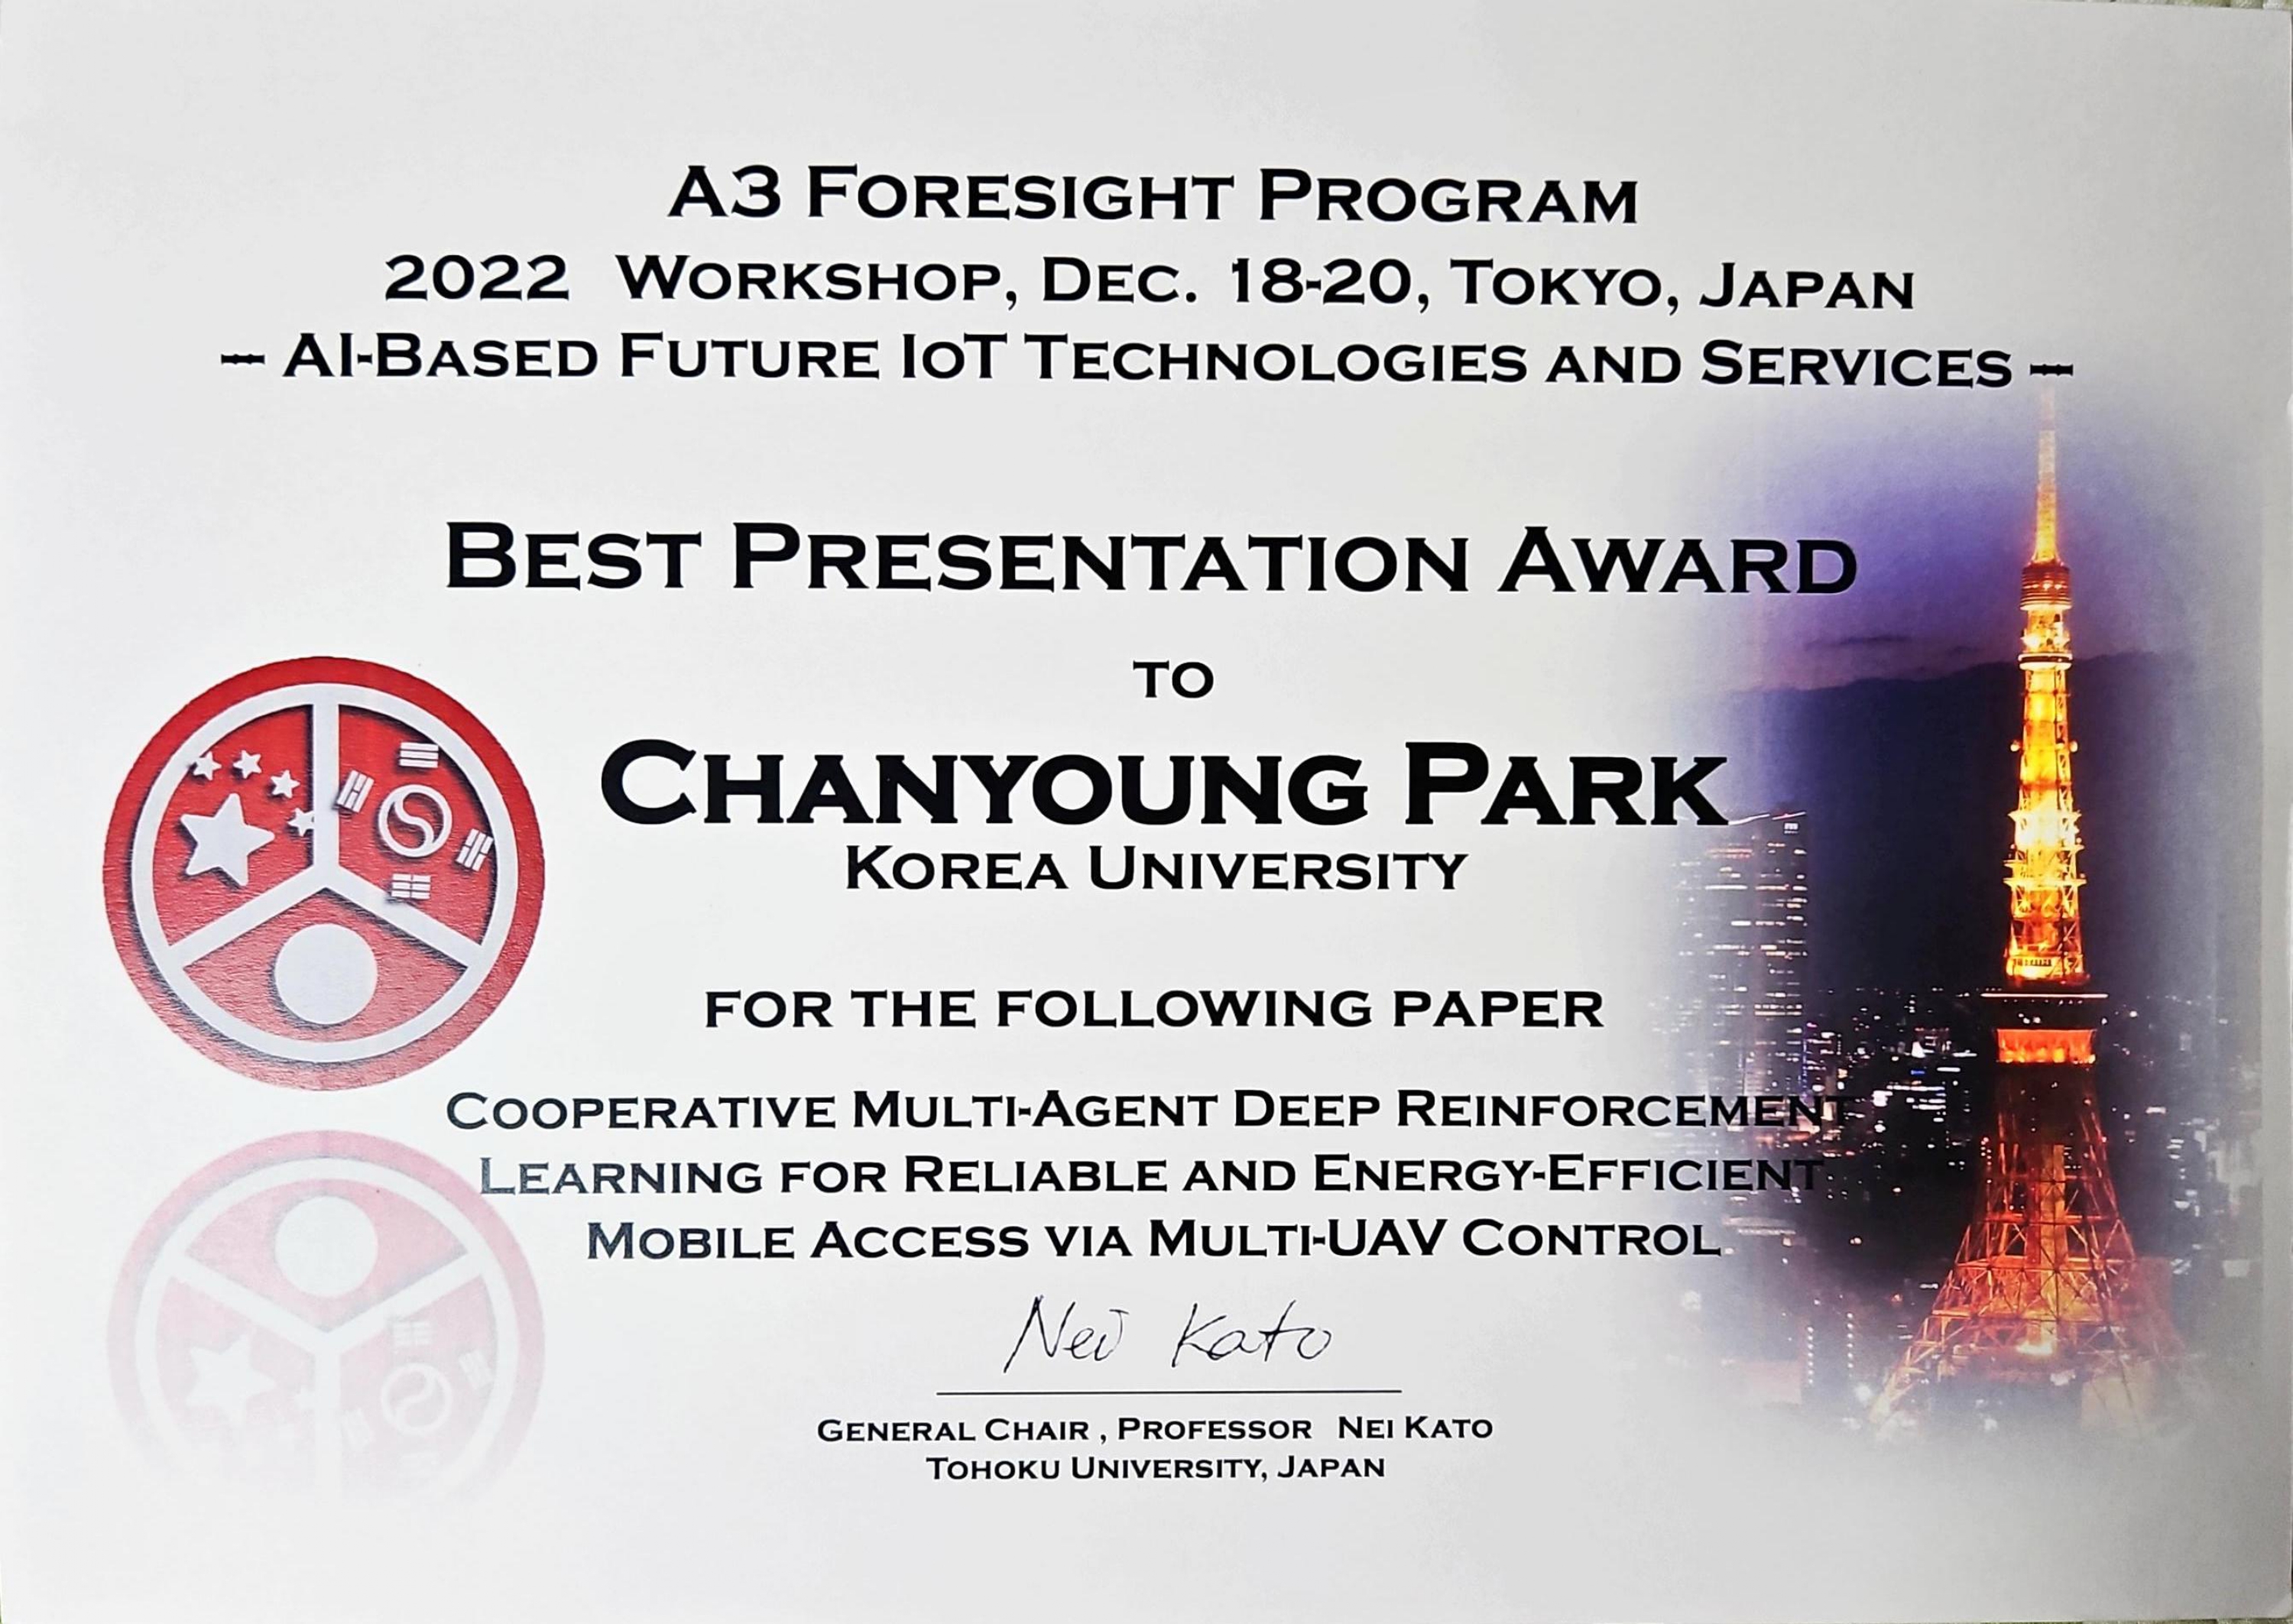 A3 Foresight Program
2022 Workshop, Dec. 18-20, Tokyo, Japan
--- AI-Based Future IoT Technologies and Services ---
Best Presentation Award
to
Chanyoung Park
Korea University
for the following paper
Cooperative Multi-Agent Deep Reinforcement
Learning for Reliable and Energy-Efficient
Mobile Access via Multi-UAV Control
Nei Kato
General Chair , Professor Nei Kato
Tohoku University, Japan